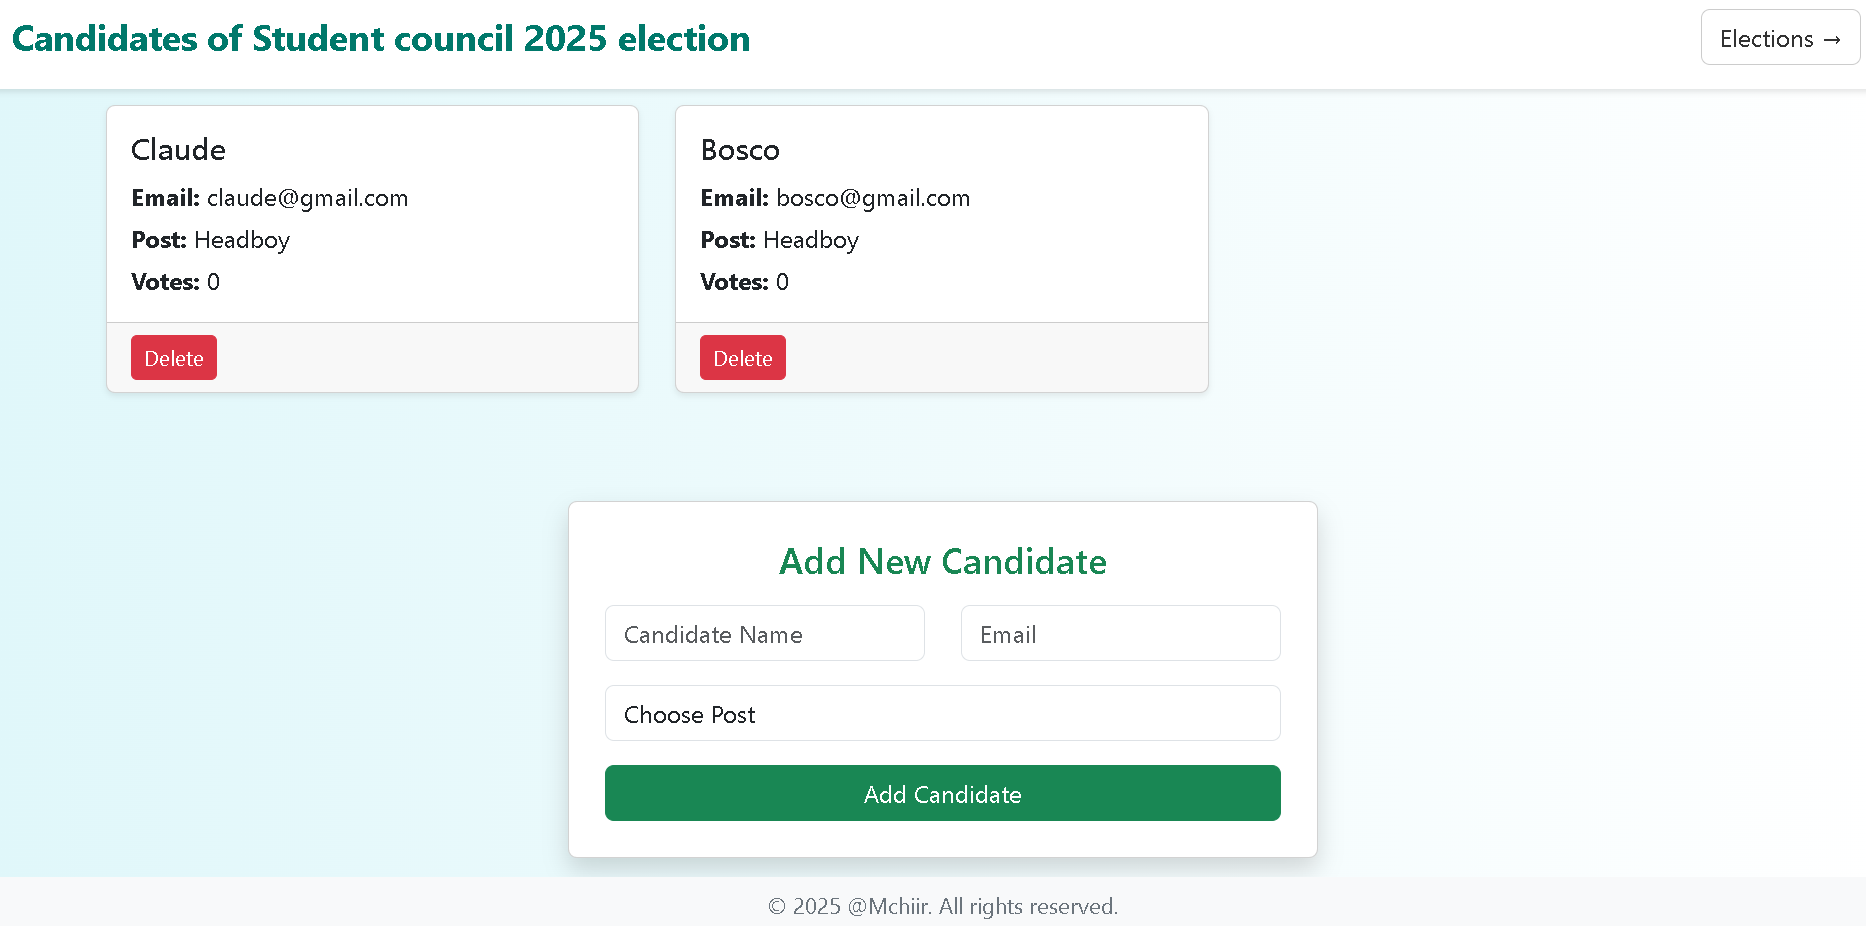 Candidates of Student council 2025 election
Elections →
Claude
Email: claude@gmail.com
Post: Headboy
Votes: 0
Delete
Bosco
Email: bosco@gmail.com
Post: Headboy
Votes: 0
Delete
Add New Candidate
Candidate Name
Email
Choose Post
Add Candidate
© 2025 @Mchiir. All rights reserved.